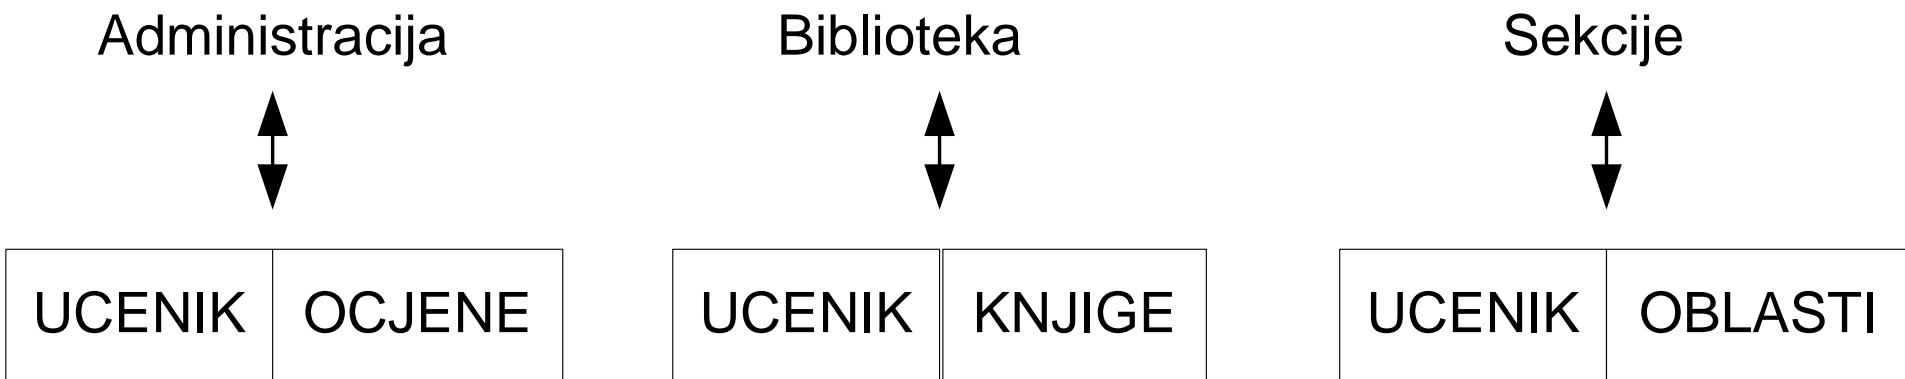 Administracija Biblioteka Sekcije
UCENIK OCJENE UCENIK KNJIGE UCENIK OBLASTI